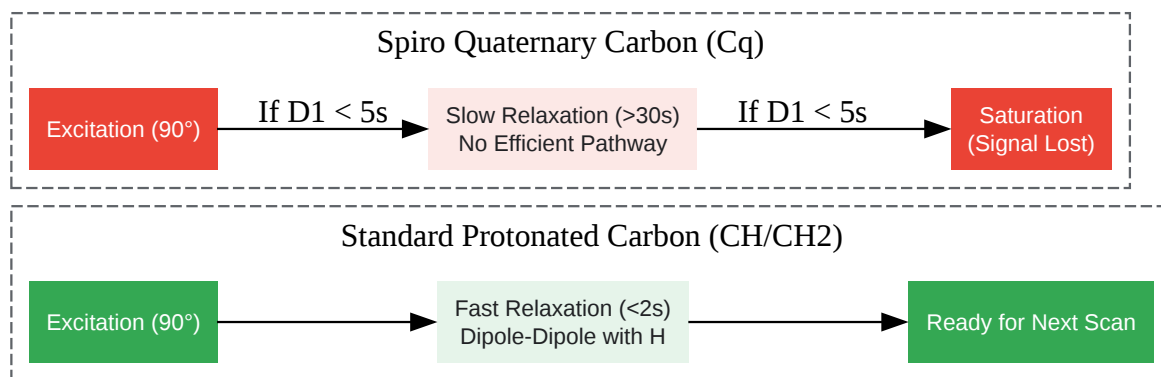 Spiro Quaternary Carbon (Cq)
Excitation (90°)
If D1 < 5s
Slow Relaxation (>30s)
No Efficient Pathway
If D1 < 5s
Saturation
(Signal Lost)
Standard Protonated Carbon (CH/CH2)
Excitation (90°)
Fast Relaxation (<2s)
Dipole-Dipole with H
Ready for Next Scan